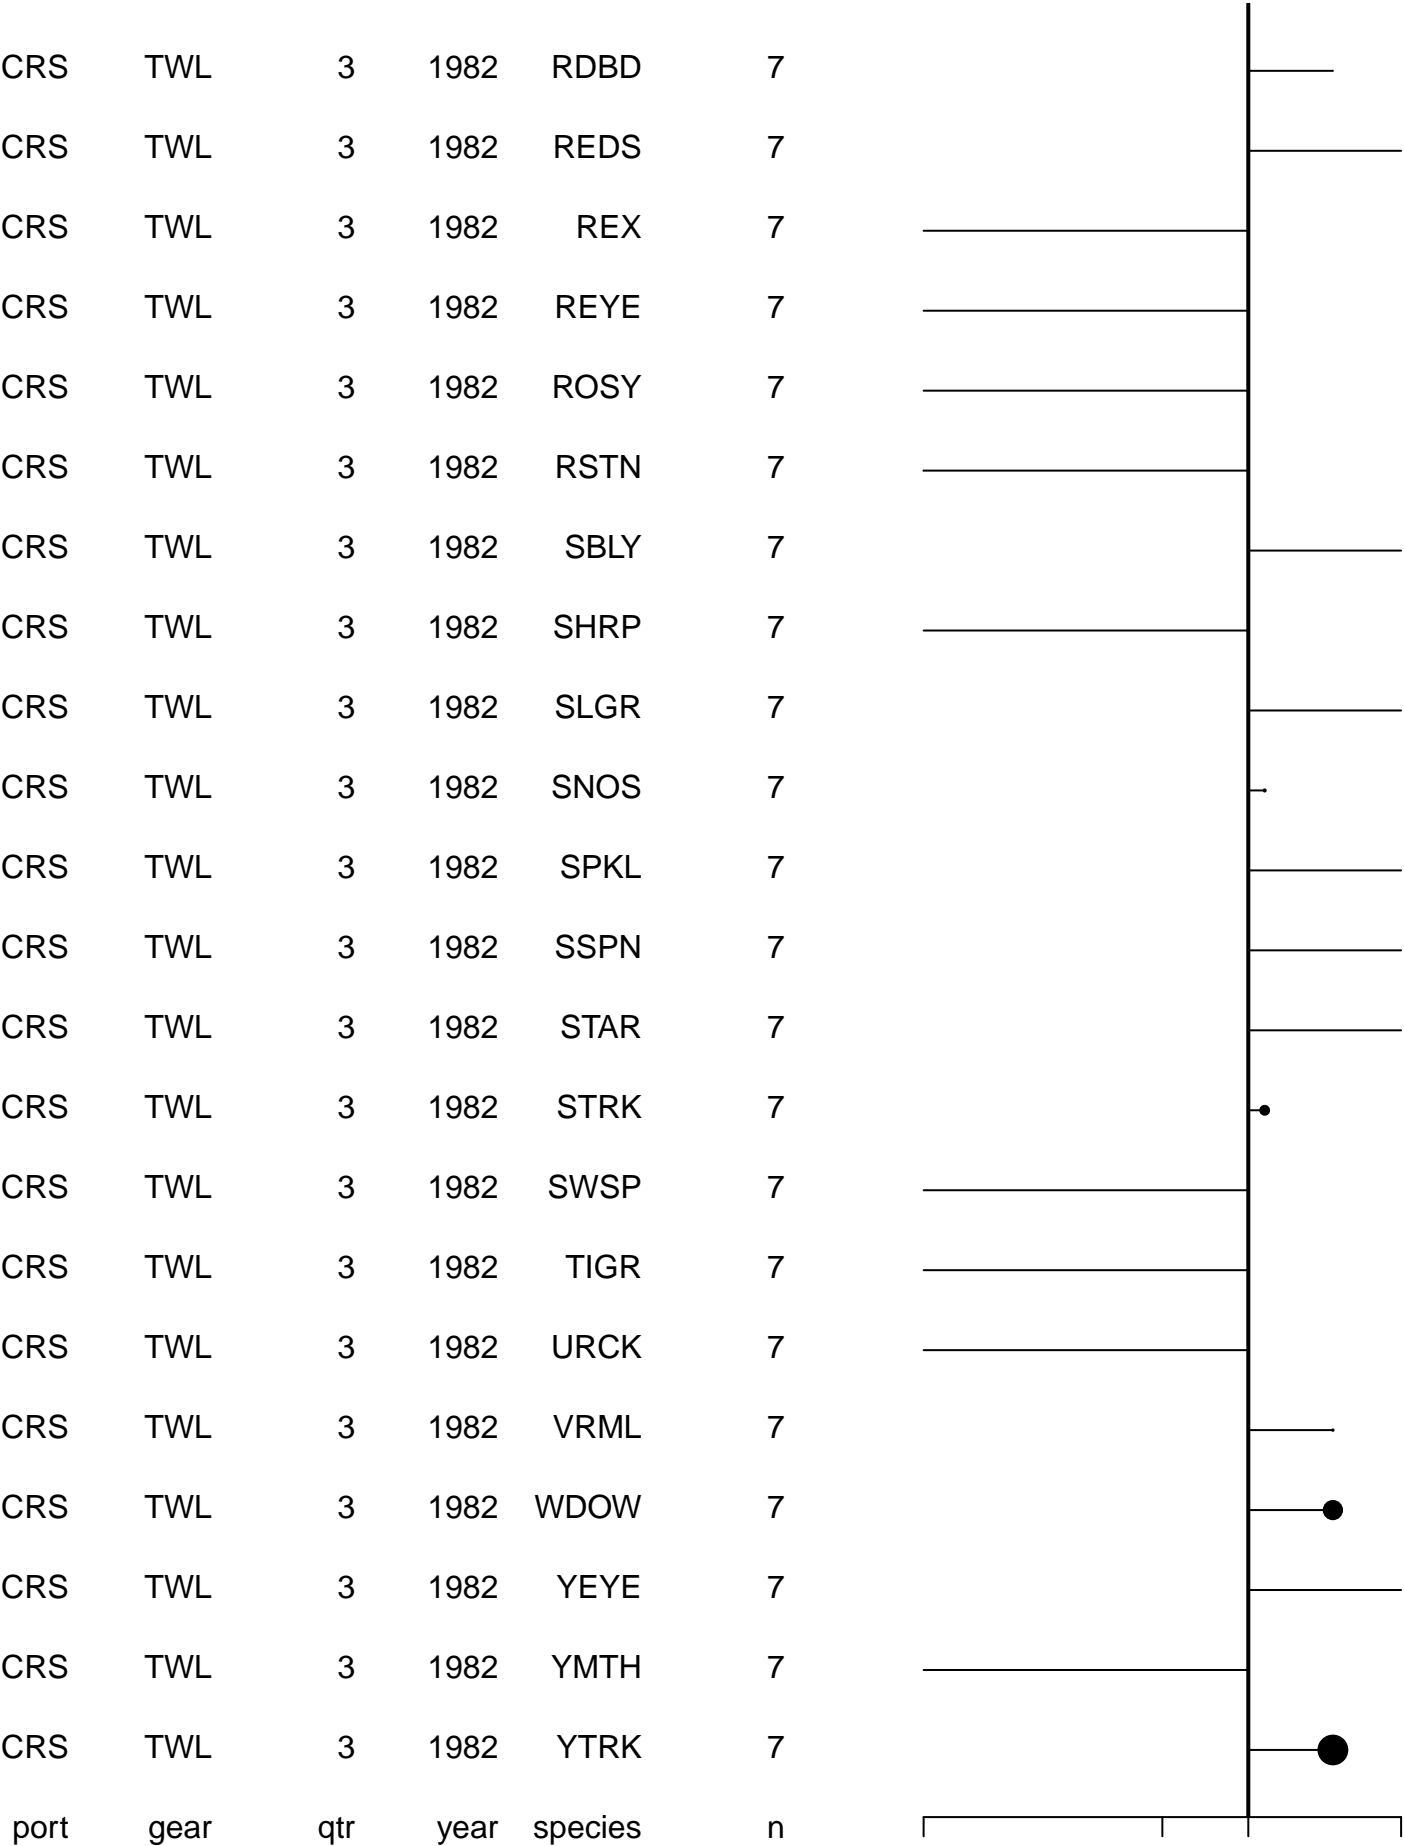 CRS TWL 3 1982 RDBD 7
CRS TWL 3 1982 REDS 7
CRS TWL 3 1982 REX 7
CRS TWL 3 1982 REYE 7
CRS TWL 3 1982 ROSY 7
CRS TWL 3 1982 RSTN 7
CRS TWL 3 1982 SBLY 7
CRS TWL 3 1982 SHRP 7
CRS TWL 3 1982 SLGR 7
CRS TWL 3 1982 SNOS 7
CRS TWL 3 1982 SPKL 7
CRS TWL 3 1982 SSPN 7
CRS TWL 3 1982 STAR 7
CRS TWL 3 1982 STRK 7
CRS TWL 3 1982 SWSP 7
CRS TWL 3 1982 TIGR 7
CRS TWL 3 1982 URCK 7
CRS TWL 3 1982 VRML 7
CRS TWL 3 1982 WDOW 7
CRS TWL 3 1982 YEYE 7
CRS TWL 3 1982 YMTH 7
CRS TWL 3 1982 YTRK 7
port gear qtr year species n